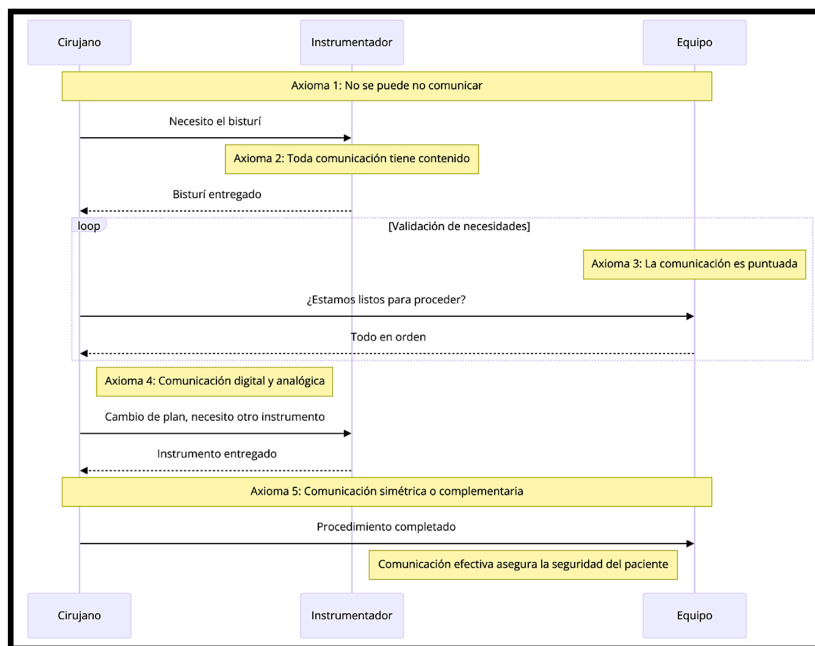 Cirujano
Instrumentador
Equipo
Axioma 1: No se puede no comunicar
Necesito el bisturí
Axioma 2: Toda comunicación tiene contenido
Bisturí entregado
loop
[Validación de necesidades]
Axioma 3: La comunicación es puntuada
¿Estamos listos para proceder?
Todo en orden
Axioma 4: Comunicación digital y analógica
Cambio de plan, necesito otro instrumento
Instrumento entregado
Axioma 5: Comunicación simétrica o complementaria
Procedimiento completado
Comunicación efectiva asegura la seguridad del paciente
Cirujano
Instrumentador
Equipo